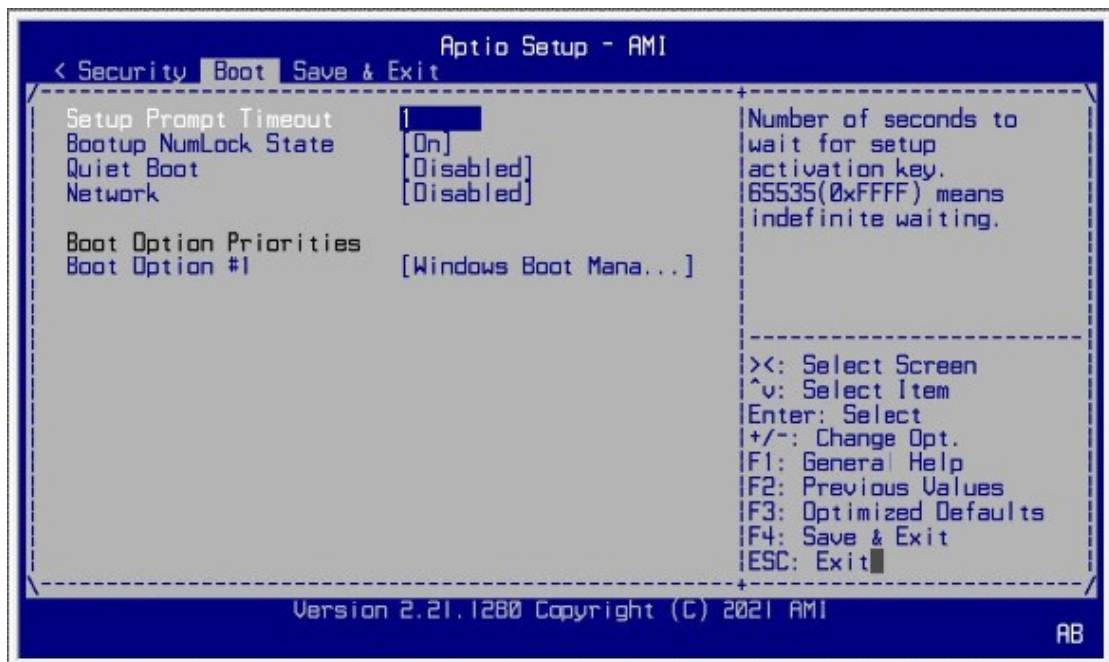 Aptio Setup - AMI
< Security Boot Save & Exit
Setup Prompt Timeout 1
Bootup NumLock State [On]
Quiet Boot [Disabled]
Network [Disabled]
Boot Option Priorities
Boot Option #1 [Windows Boot Mana...]
Number of seconds to
wait for setup
activation key.
65535(0xFFFF) means
indefinite waiting.
><: Select Screen
^v: Select Item
Enter: Select
+/-: Change Opt.
F1: General Help
F2: Previous Values
F3: Optimized Defaults
F4: Save & Exit
ESC: Exit
Version 2.21.1280 Copyright (C) 2021 AMI
AB